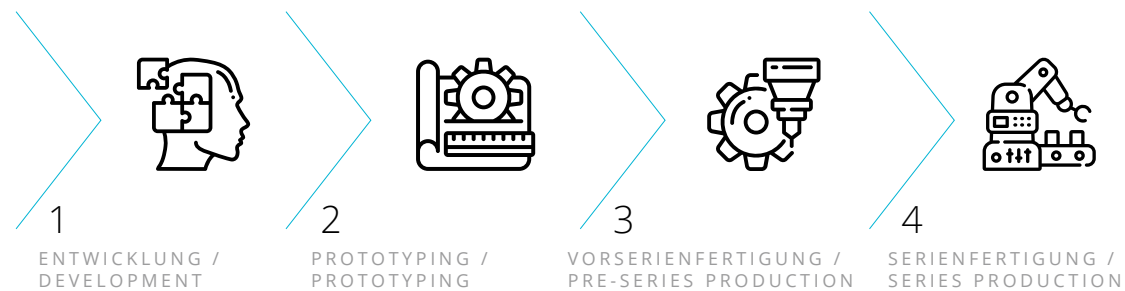 1
ENTWICKLUNG /
DEVELOPMENT
2
PROTOTYPING /
PROTOTYPING
3
VORSERIENFERTIGUNG /
PRE-SERIES PRODUCTION
4
SERIENFERTIGUNG /
SERIES PRODUCTION